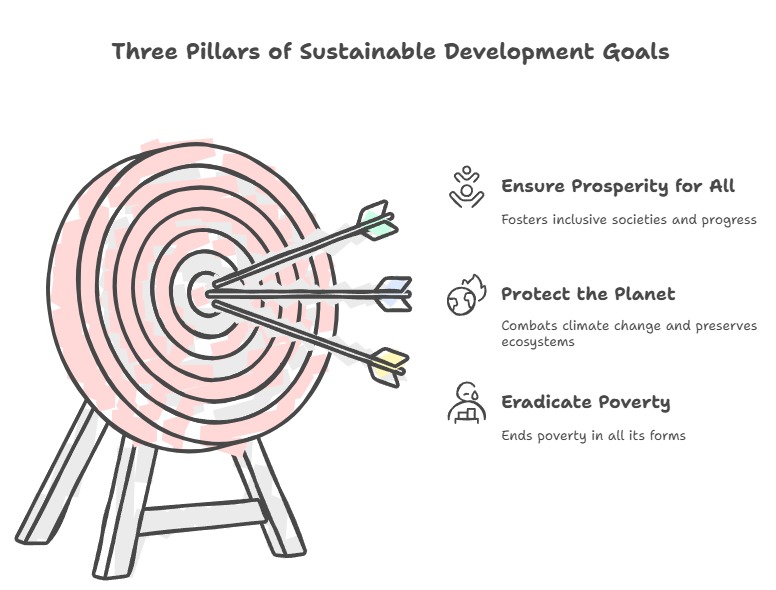 Three Pillars of Sustainable Development Goals
Ensure Prosperity for All
Fosters inclusive societies and progress
Protect the Planet
Combats climate change and preserves
ecosystems
Eradicate Poverty
Ends poverty in all its forms